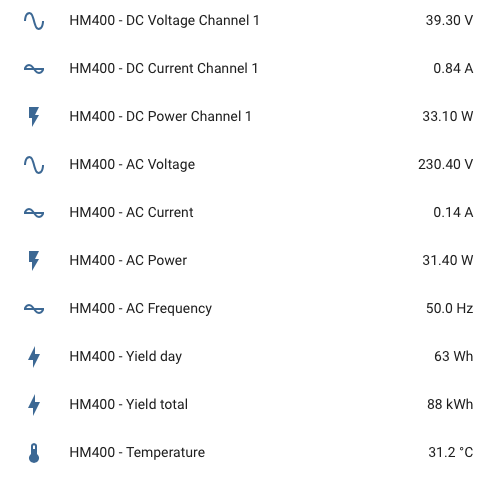 HM400 - DC Voltage Channel 1 39.30 V
HM400 - DC Current Channel 1 0.84 A
HM400 - DC Power Channel 1 33.10 W
HM400 - AC Voltage 230.40 V
HM400 - AC Current 0.14 A
HM400 - AC Power 31.40 W
HM400 - AC Frequency 50.0 Hz
HM400 - Yield day 63 Wh
HM400 - Yield total 88 kWh
HM400 - Temperature 31.2 °C